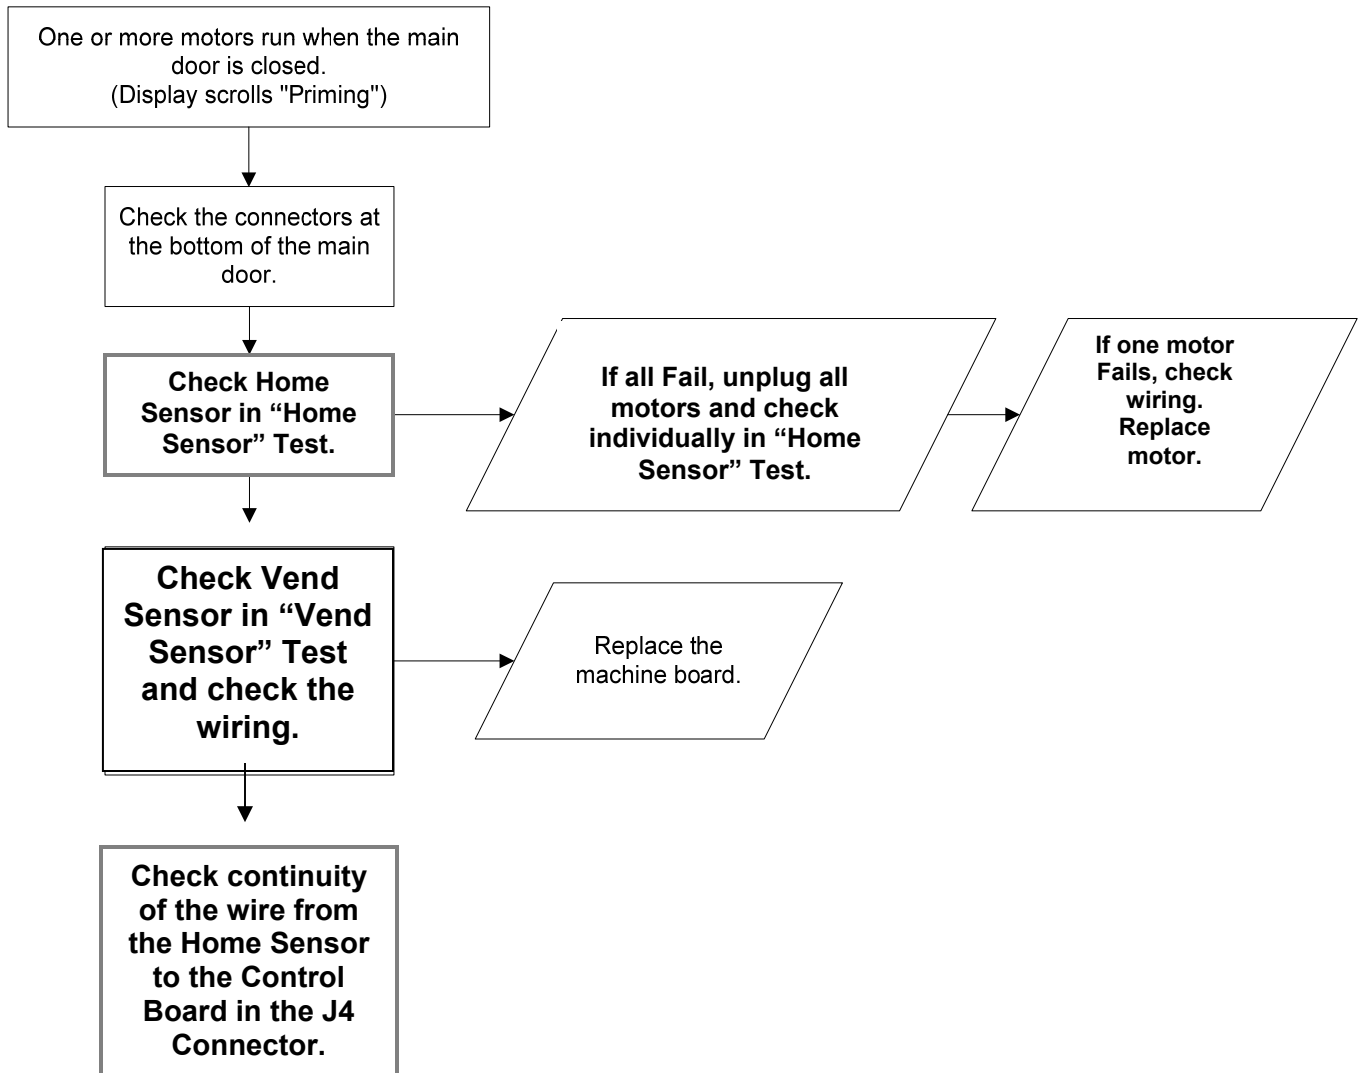 One or more motors run when the main
door is closed.
(Display scrolls "Priming")
Check the connectors at
the bottom of the main
door.
Check Home
Sensor in “Home
Sensor” Test.
If all Fail, unplug all
motors and check
individually in “Home
Sensor” Test.
If one motor
Fails, check
wiring.
Replace
motor.
Check Vend
Sensor in “Vend
Sensor” Test
and check the
wiring.
Replace the
machine board.
Check continuity
of the wire from
the Home Sensor
to the Control
Board in the J4
Connector.